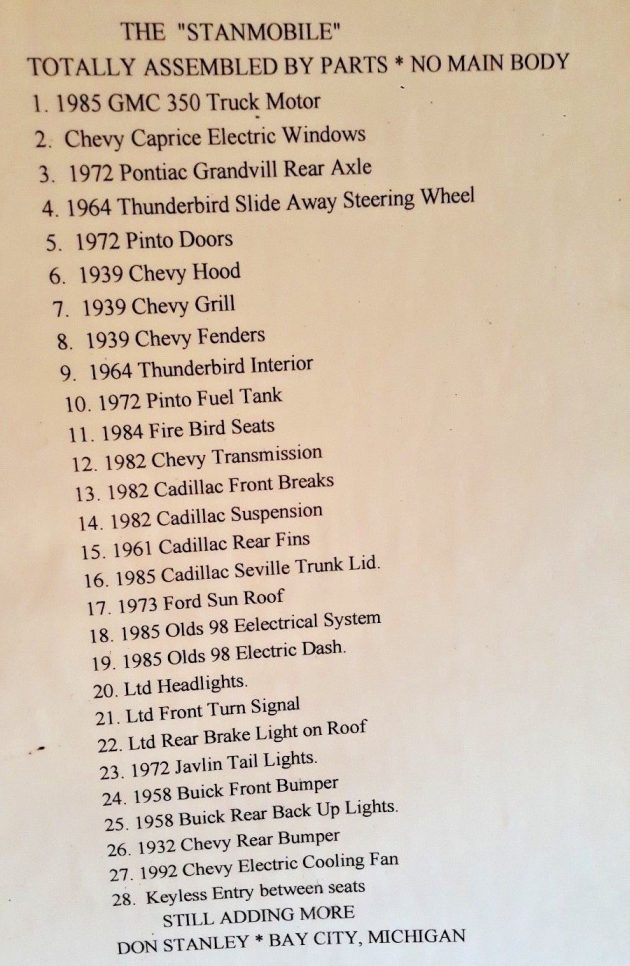 THE "STANMOBILE"
TOTALLY ASSEMBLED BY PARTS * NO MAIN BODY
1. 1985 GMC 350 Truck Motor
2. Chevy Caprice Electric Windows
3. 1972 Pontiac Grandvill Rear Axle
4. 1964 Thunderbird Slide Away Steering Wheel
5. 1972 Pinto Doors
6. 1939 Chevy Hood
7. 1939 Chevy Grill
8. 1939 Chevy Fenders
9. 1964 Thunderbird Interior
10. 1972 Pinto Fuel Tank
11. 1984 Fire Bird Seats
12. 1982 Chevy Transmission
13. 1982 Cadillac Front Breaks
14. 1982 Cadillac Suspension
15. 1961 Cadillac Rear Fins
16. 1985 Cadillac Seville Trunk Lid.
17. 1973 Ford Sun Roof
18. 1985 Olds 98 Eelectrical System
19. 1985 Olds 98 Electric Dash.
20. Ltd Headlights.
21. Ltd Front Turn Signal
22. Ltd Rear Brake Light on Roof
23. 1972 Javlin Tail Lights.
24. 1958 Buick Front Bumper
25. 1958 Buick Rear Back Up Lights.
26. 1932 Chevy Rear Bumper
27. 1992 Chevy Electric Cooling Fan
28. Keyless Entry between seats
STILL ADDING MORE
DON STANLEY * BAY CITY, MICHIGAN